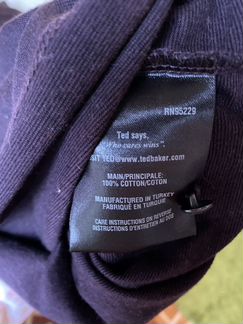 RN95229
Ted says,
"Who cares wins".
SIT TED@www.tedbaker.com
MAIN/PRINCIPALE:
100% COTTON/COTON
MANUFACTURED IN TURKEY
FABRIQUÉ EN TURQUIE
CARE INSTRUCTIONS ON REVERSE
INSTRUCTIONS D'ENTRETIEN AU DOS